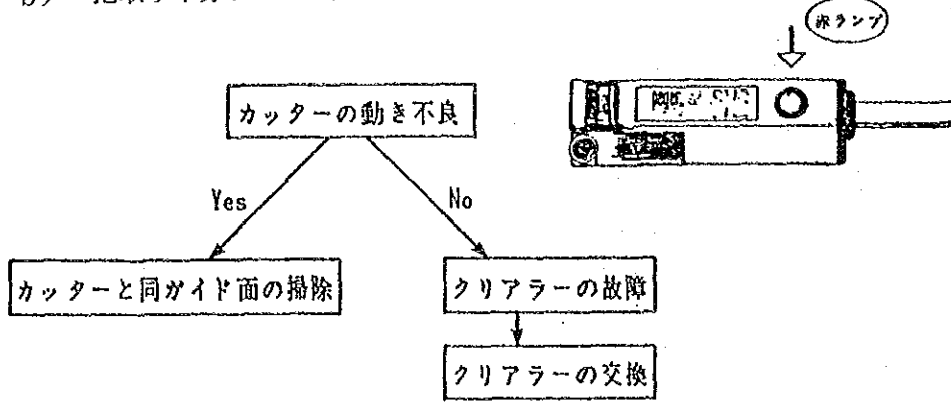 赤ランプ
カッターの動き不良
Yes
No
カッターと同ガイド面の掃除
クリアラーの故障
クリアラーの交換